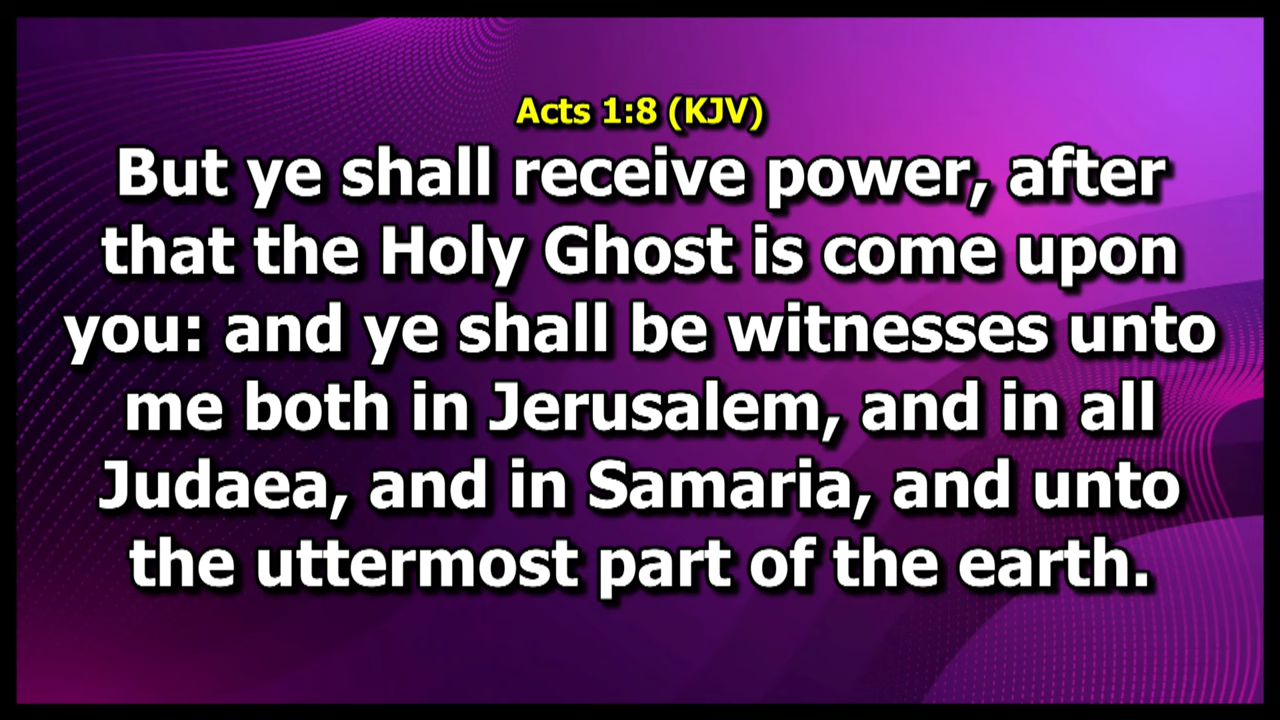 Acts 1:8 (KJV)
But ye shall receive power, after
that the Holy Ghost is come upon
you: and ye shall be witnesses unto
me both in Jerusalem, and in all
Judaea, and in Samaria, and unto
the uttermost part of the earth.